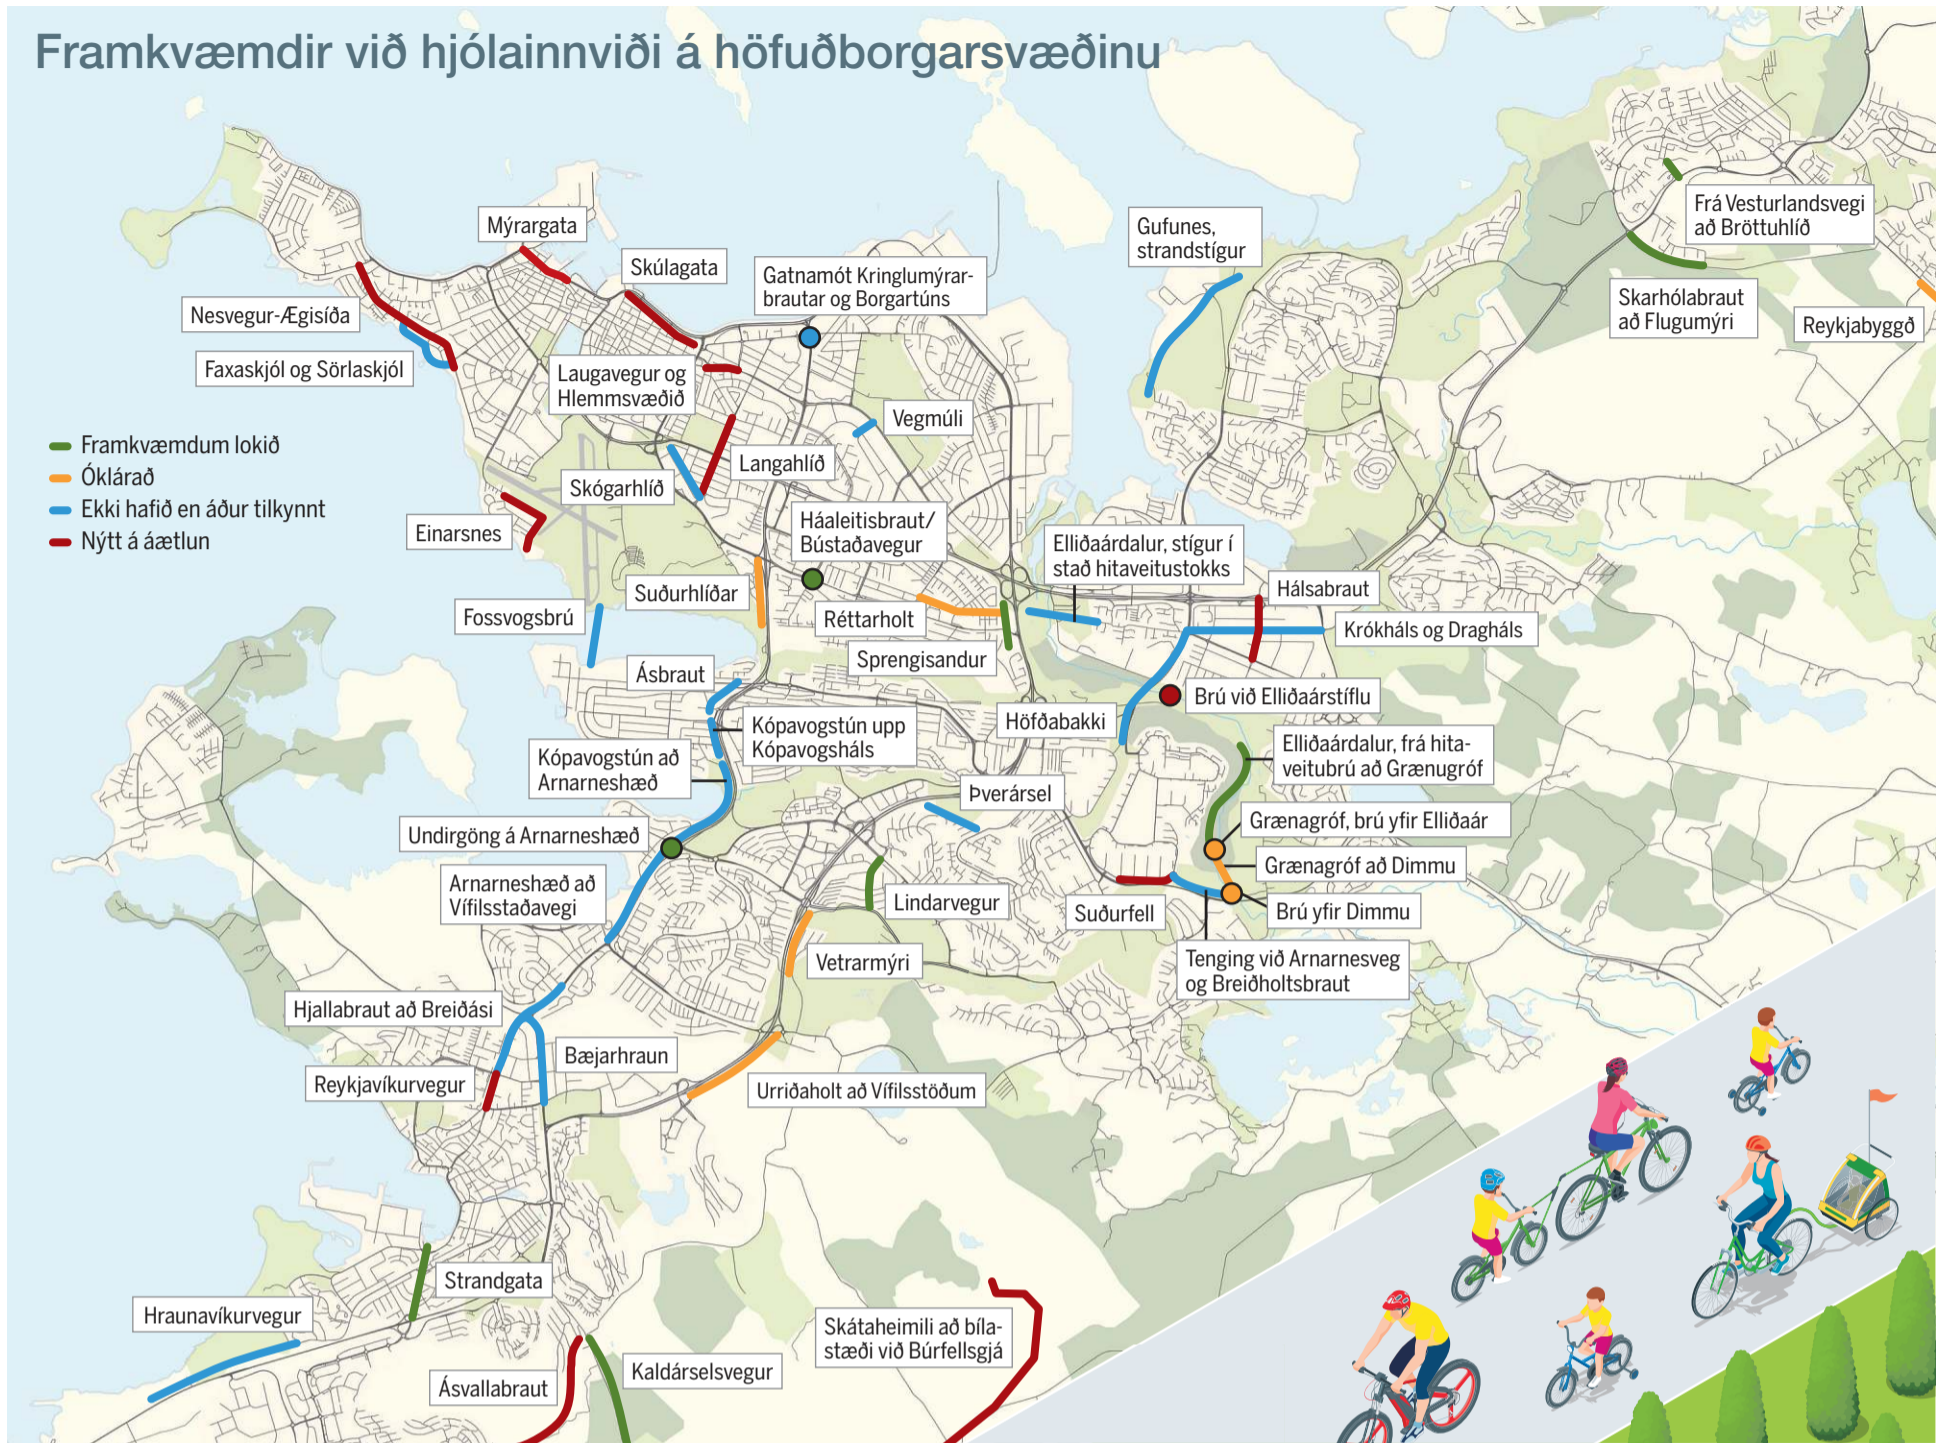 Framkvæmdir við hjólainnviði á höfuðborgarsvæðinu
Mýrargata
Skúlagata
Gatnamót Kringlumýrar-
brautar og Borgartúns
Gufunes,
strandstígur
Frá Vesturlandsvegi
að Bröttuhlíð
Skarhólabraut
að Flugumýri
Reykjabyggð
Nesvegur-Ægisíða
Faxaskjól og Sörlaskjól
Laugavegur og
Hlemmsvæðið
Vegmúli
Framkvæmdum lokið
Óklárað
Ekki hafið en áður tilkynnt
Nýtt á áætlun
Langahlíð
Skógarhlíð
Einarsnes
Háaleitisbraut/
Bústaðavegur
Elliðaárdalur, stígur í
stað hitaveitustokks
Suðurhlíðar
Hálsabraut
Fossvogsbrú
Réttarholt
Krókháls og Dragháls
Sprengisandur
Ásbraut
Brú við Elliðaárstíflu
Höfðabakki
Kópavogstún upp
Kópavogsháls
Kópavogstún að
Arnarneshæð
Elliðaárdalur, frá hita-
veitubrú að Grænugróf
Þverársel
Grænagróf, brú yfir Elliðaár
Undirgöng á Arnarneshæð
Grænagróf að Dimmu
Arnarneshæð að
Vífilsstaðavegi
Lindarvegur
Suðurfell
Brú yfir Dimmu
Vetrarmýri
Tenging við Arnarnesveg
og Breiðholtsbraut
Hjallabraut að Breiðási
Bæjarhraun
Reykjavíkurvegur
Urriðaholt að Vífilsstöðum
Strandgata
Hraunavíkurvegur
Skátaheimili að bíla-
stæði við Búrfellsgjá
Ásvallabraut
Kaldárselsvegur